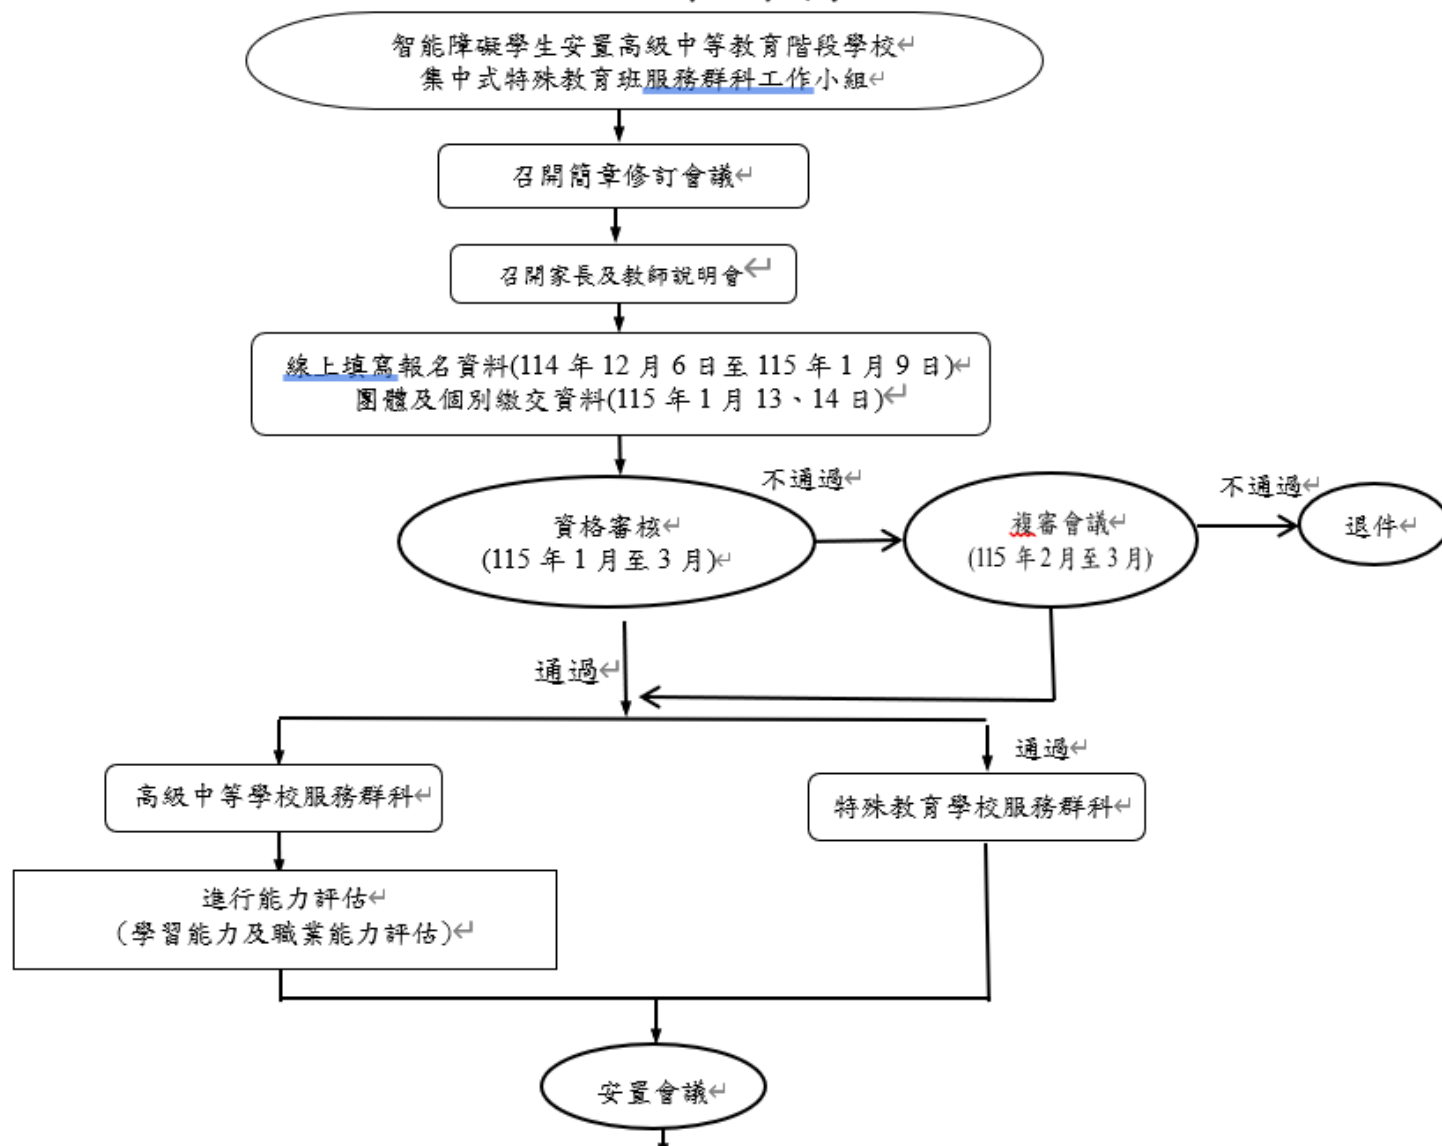 智能障礙學生安置高級中等教育階段學校
集中式特殊教育班服務群科工作小組
召開簡章修訂會議
召開家長及教師說明會
線上填寫報名資料(114 年 12 月 6 日至 115 年 1 月 9 日)
團體及個別繳交資料(115 年 1 月 13、14 日)
不通過
不通過
資格審核
(115 年 1 月至 3 月)
複審會議
(115 年 2 月至 3 月)
退件
通過
通過
高級中等學校服務群科
特殊教育學校服務群科
進行能力評估
(學習能力及職業能力評估)
安置會議